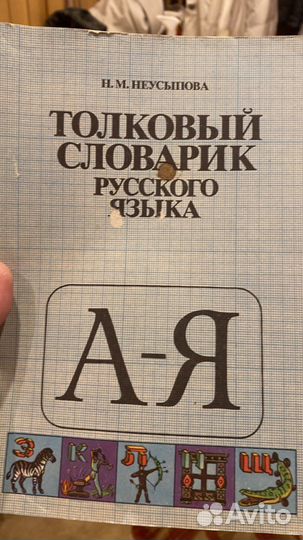 Н. М. НЕУСЫПОВА
ТОЛКОВЫЙ
СЛОВАРИК
РУССКОГО
ЯЗЫКА
А-Я
З К Л И Щ
Avito